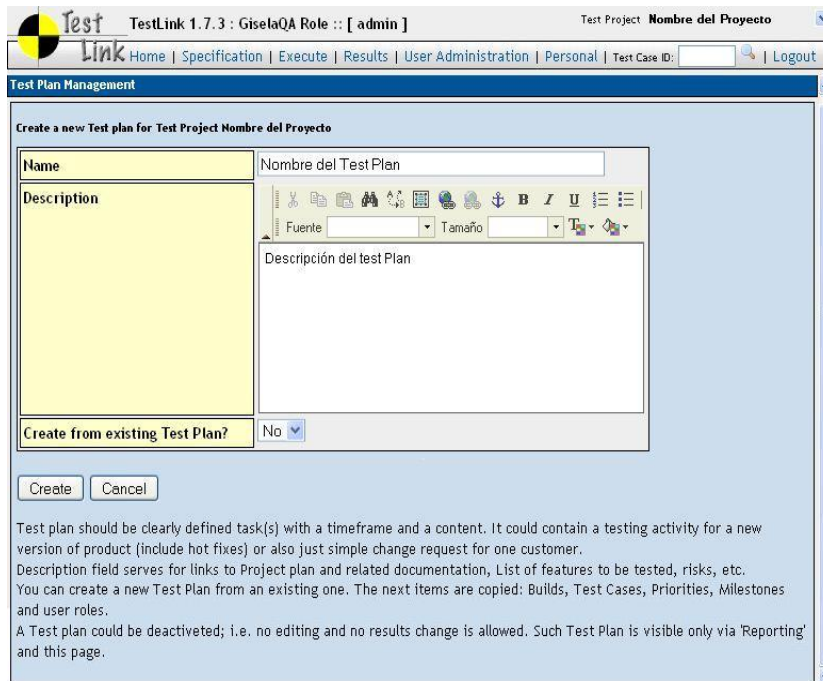 Test Link
TestLink 1.7.3 : GiselaQA Role :: [ admin ]
Test Project Nombre del Proyecto
Home | Specification | Execute | Results | User Administration | Personal | Test Case ID: | Logout
Test Plan Management
Create a new Test plan for Test Project Nombre del Proyecto
Name
Nombre del Test Plan
Description
B I U
Fuente
Tamaño
Descripción del test Plan
Create from existing Test Plan?
No
Create
Cancel
Test plan should be clearly defined task(s) with a timeframe and a content. It could contain a testing activity for a new
version of product (include hot fixes) or also just simple change request for one customer.
Description field serves for links to Project plan and related documentation, List of features to be tested, risks, etc.
You can create a new Test Plan from an existing one. The next items are copied: Builds, Test Cases, Priorities, Milestones
and user roles.
A Test plan could be deactiveted; i.e. no editing and no results change is allowed. Such Test Plan is visible only via 'Reporting'
and this page.